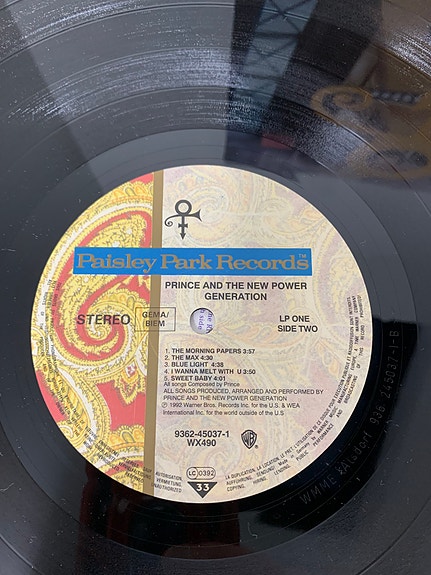 Paisley Park Records™
PRINCE AND THE NEW POWER
GENERATION
STEREO
GEMA/
BIEM
LP ONE
SIDE TWO
1. THE MORNING PAPERS 3:57
2. THE MAX 4:30
3. BLUE LIGHT 4:38
4. I WANNA MELT WITH U 3:50
5. SWEET BABY 4:01
All songs Composed by Prince
ALL SONGS PRODUCED, ARRANGED AND PERFORMED BY
PRINCE AND THE NEW POWER GENERATION
℗ 1992 Warner Bros. Records Inc. for the U.S. & WEA
International Inc. for the world outside of the U.S
9362-45037-1
WX490
LC 0392
33